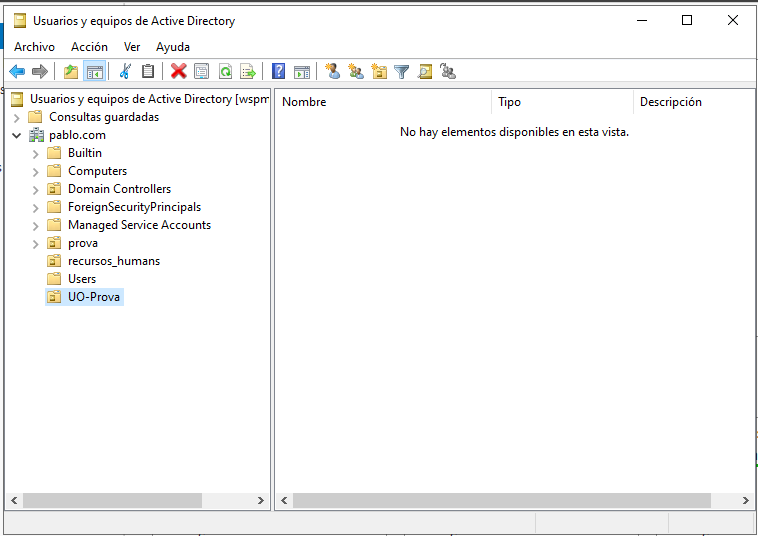 Usuarios y equipos de Active Directory
Archivo Acción Ver Ayuda
Usuarios y equipos de Active Directory [wspm
Consultas guardadas
pablo.com
Builtin
Computers
Domain Controllers
ForeignSecurityPrincipals
Managed Service Accounts
prova
recursos_humans
Users
UO-Prova
Nombre Tipo Descripción
No hay elementos disponibles en esta vista.